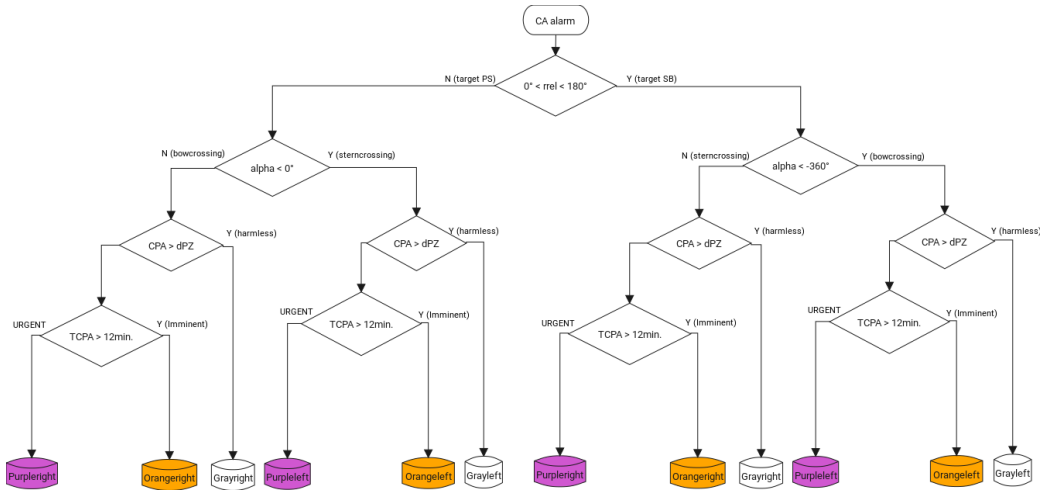 CA alarm
N (target PS)
0° < rrel < 180°
Y (target SB)
N (bowcrossing)
alpha < 0°
Y (sterncrossing)
N (sterncrossing)
alpha < -360°
Y (bowcrossing)
CPA > dPZ
Y (harmless)
CPA > dPZ
Y (harmless)
CPA > dPZ
Y (harmless)
CPA > dPZ
Y (harmless)
URGENT
TCPA > 12min.
Y (Imminent)
URGENT
TCPA > 12min.
Y (Imminent)
URGENT
TCPA > 12min.
Y (Imminent)
URGENT
TCPA > 12min.
Y (Imminent)
Purpleright
Orangeright
Grayright
Purpleleft
Orangeleft
Grayleft
Purpleright
Orangeright
Grayright
Purpleleft
Orangeleft
Grayleft